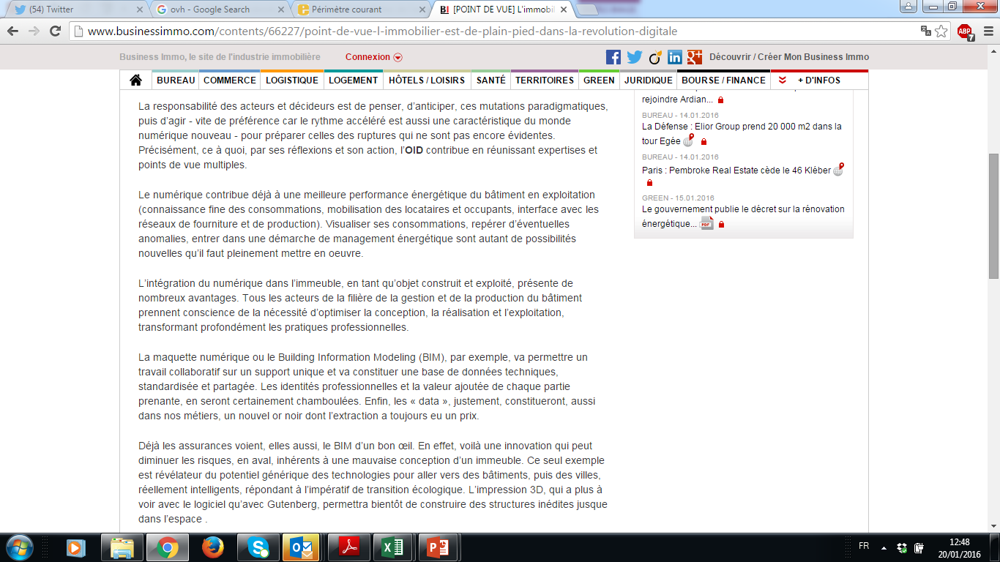 (54) Twitter
ovh - Google Search
Périmètre courant
[POINT DE VUE] L'immobil
www.businessimmo.com/contents/66227/point-de-vue-l-immobilier-est-de-plain-pied-dans-la-revolution-digitale
ABP
7
Business Immo, le site de l'industrie immobilière
Connexion
Découvrir / Créer Mon Business Immo
BUREAU
COMMERCE
LOGISTIQUE
LOGEMENT
HÔTELS / LOISIRS
SANTÉ
TERRITOIRES
GREEN
JURIDIQUE
BOURSE / FINANCE
+ D'INFOS
La responsabilité des acteurs et décideurs est de penser, d'anticiper, ces mutations paradigmatiques,
puis d'agir - vite de préférence car le rythme accéléré est aussi une caractéristique du monde
numérique nouveau - pour préparer celles des ruptures qui ne sont pas encore évidentes.
Précisément, ce à quoi, par ses réflexions et son action, l'OID contribue en réunissant expertises et
points de vue multiples.
Le numérique contribue déjà à une meilleure performance énergétique du bâtiment en exploitation
(connaissance fine des consommations, mobilisation des locataires et occupants, interface avec les
réseaux de fourniture et de production). Visualiser ses consommations, repérer d'éventuelles
anomalies, entrer dans une démarche de management énergétique sont autant de possibilités
nouvelles qu'il faut pleinement mettre en oeuvre.
L'intégration du numérique dans l'immeuble, en tant qu'objet construit et exploité, présente de
nombreux avantages. Tous les acteurs de la filière de la gestion et de la production du bâtiment
prennent conscience de la nécessité d'optimiser la conception, la réalisation et l'exploitation,
transformant profondément les pratiques professionnelles.
La maquette numérique ou le Building Information Modeling (BIM), par exemple, va permettre un
travail collaboratif sur un support unique et va constituer une base de données techniques,
standardisée et partagée. Les identités professionnelles et la valeur ajoutée de chaque partie
prenante, en seront certainement chamboulées. Enfin, les « data », justement, constitueront, aussi
dans nos métiers, un nouvel or noir dont l'extraction a toujours eu un prix.
Déjà les assurances voient, elles aussi, le BIM d'un bon œil. En effet, voilà une innovation qui peut
diminuer les risques, en aval, inhérents à une mauvaise conception d'un immeuble. Ce seul exemple
est révélateur du potentiel générique des technologies pour aller vers des bâtiments, puis des villes,
réellement intelligents, répondant à l'impératif de transition écologique. L'impression 3D, qui a plus à
voir avec le logiciel qu'avec Gutenberg, permettra bientôt de construire des structures inédites jusque
dans l'espace .
rejoindre Ardian...
BUREAU - 14.01.2016
La Défense : Elior Group prend 20 000 m2 dans la
tour Egée
BUREAU - 14.01.2016
Paris : Pembroke Real Estate cède le 46 Kléber
GREEN - 15.01.2016
Le gouvernement publie le décret sur la rénovation
énergétique...
PDF
FR
12:48
20/01/2016